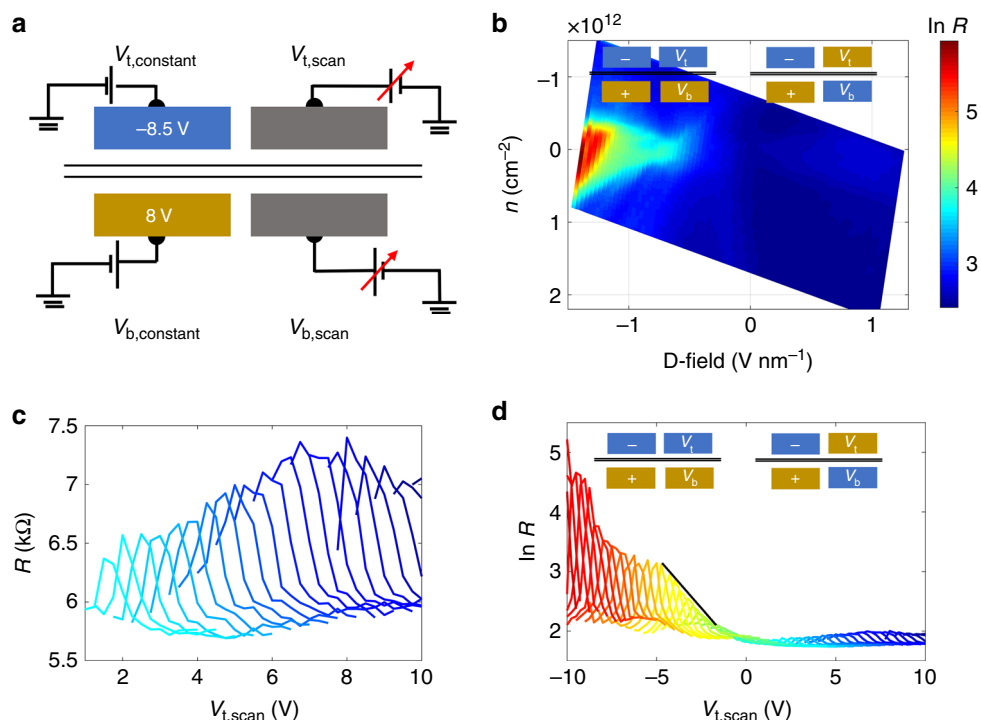 a
V_t,constant
V_t,scan
–8.5 V
8 V
V_b,constant
V_b,scan
b
×10^12
ln R
– V_t – V_t
+ V_b + V_b
–1
0
1
2
n (cm^–2)
–1 0 1
D-field (V nm^–1)
5
4
3
c
7.5
7
6.5
6
5.5
R (kΩ)
2 4 6 8 10
V_t,scan (V)
d
– V_t – V_t
+ V_b + V_b
5
4
3
2
ln R
–10 –5 0 5 10
V_t,scan (V)